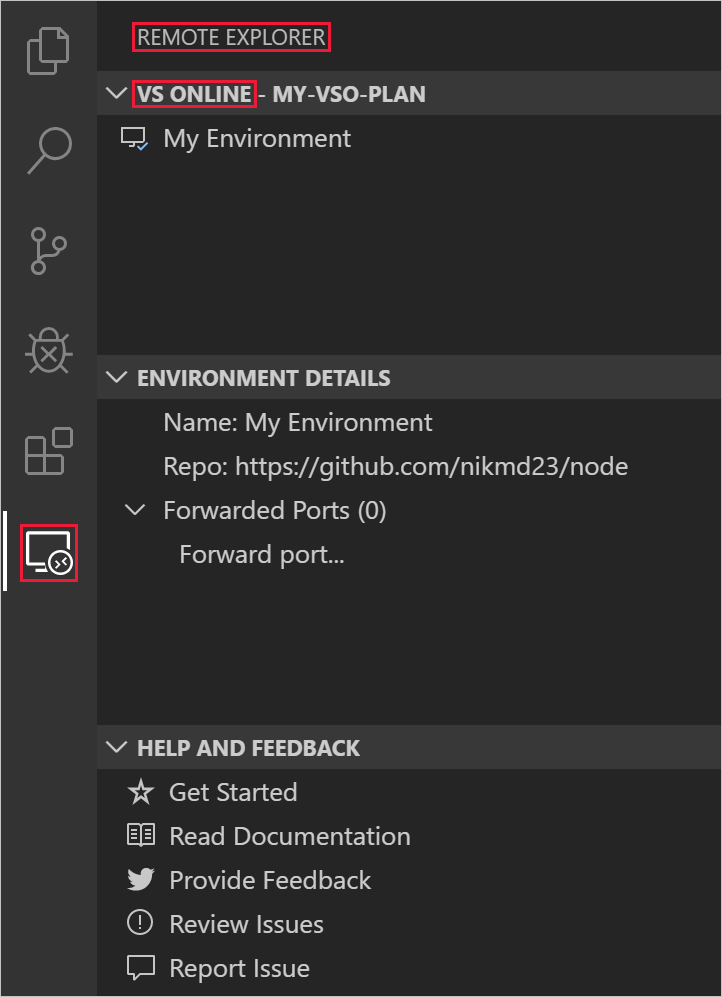 REMOTE EXPLORER
VS ONLINE - MY-VSO-PLAN
My Environment
ENVIRONMENT DETAILS
Name: My Environment
Repo: https://github.com/nikmd23/node
Forwarded Ports (0)
Forward port...
HELP AND FEEDBACK
Get Started
Read Documentation
Provide Feedback
Review Issues
Report Issue